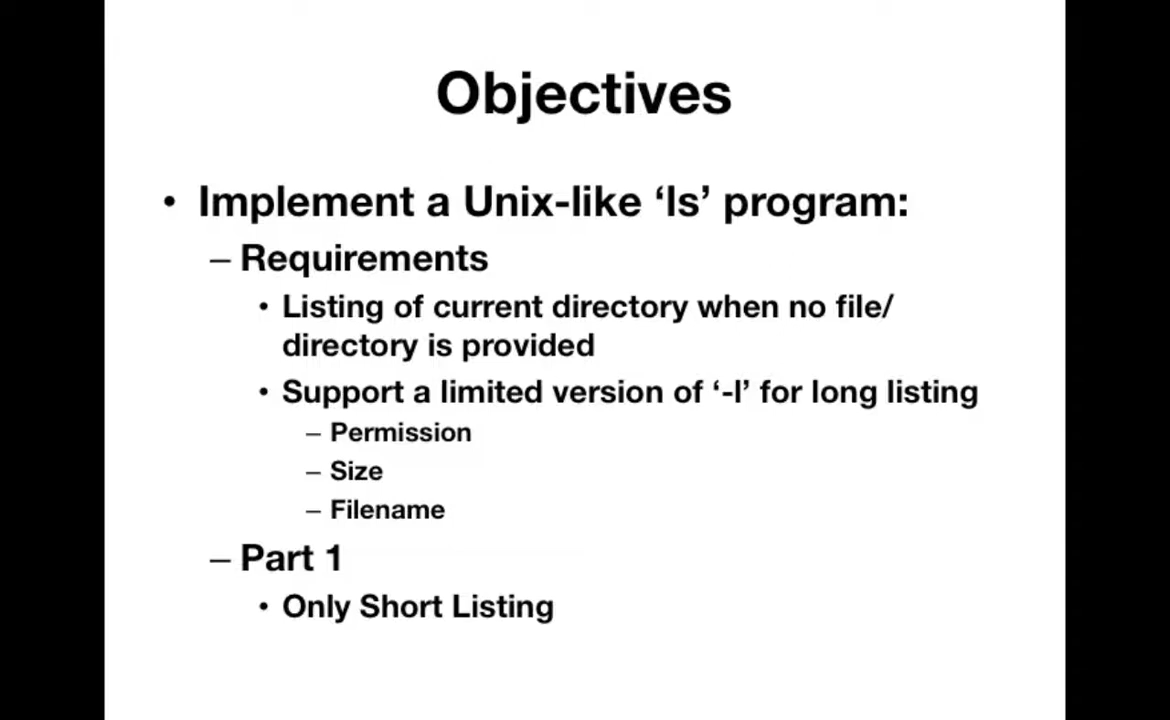 Objectives
• Implement a Unix-like ‘ls’ program:
– Requirements
• Listing of current directory when no file/
directory is provided
• Support a limited version of ‘-l’ for long listing
– Permission
– Size
– Filename
– Part 1
• Only Short Listing